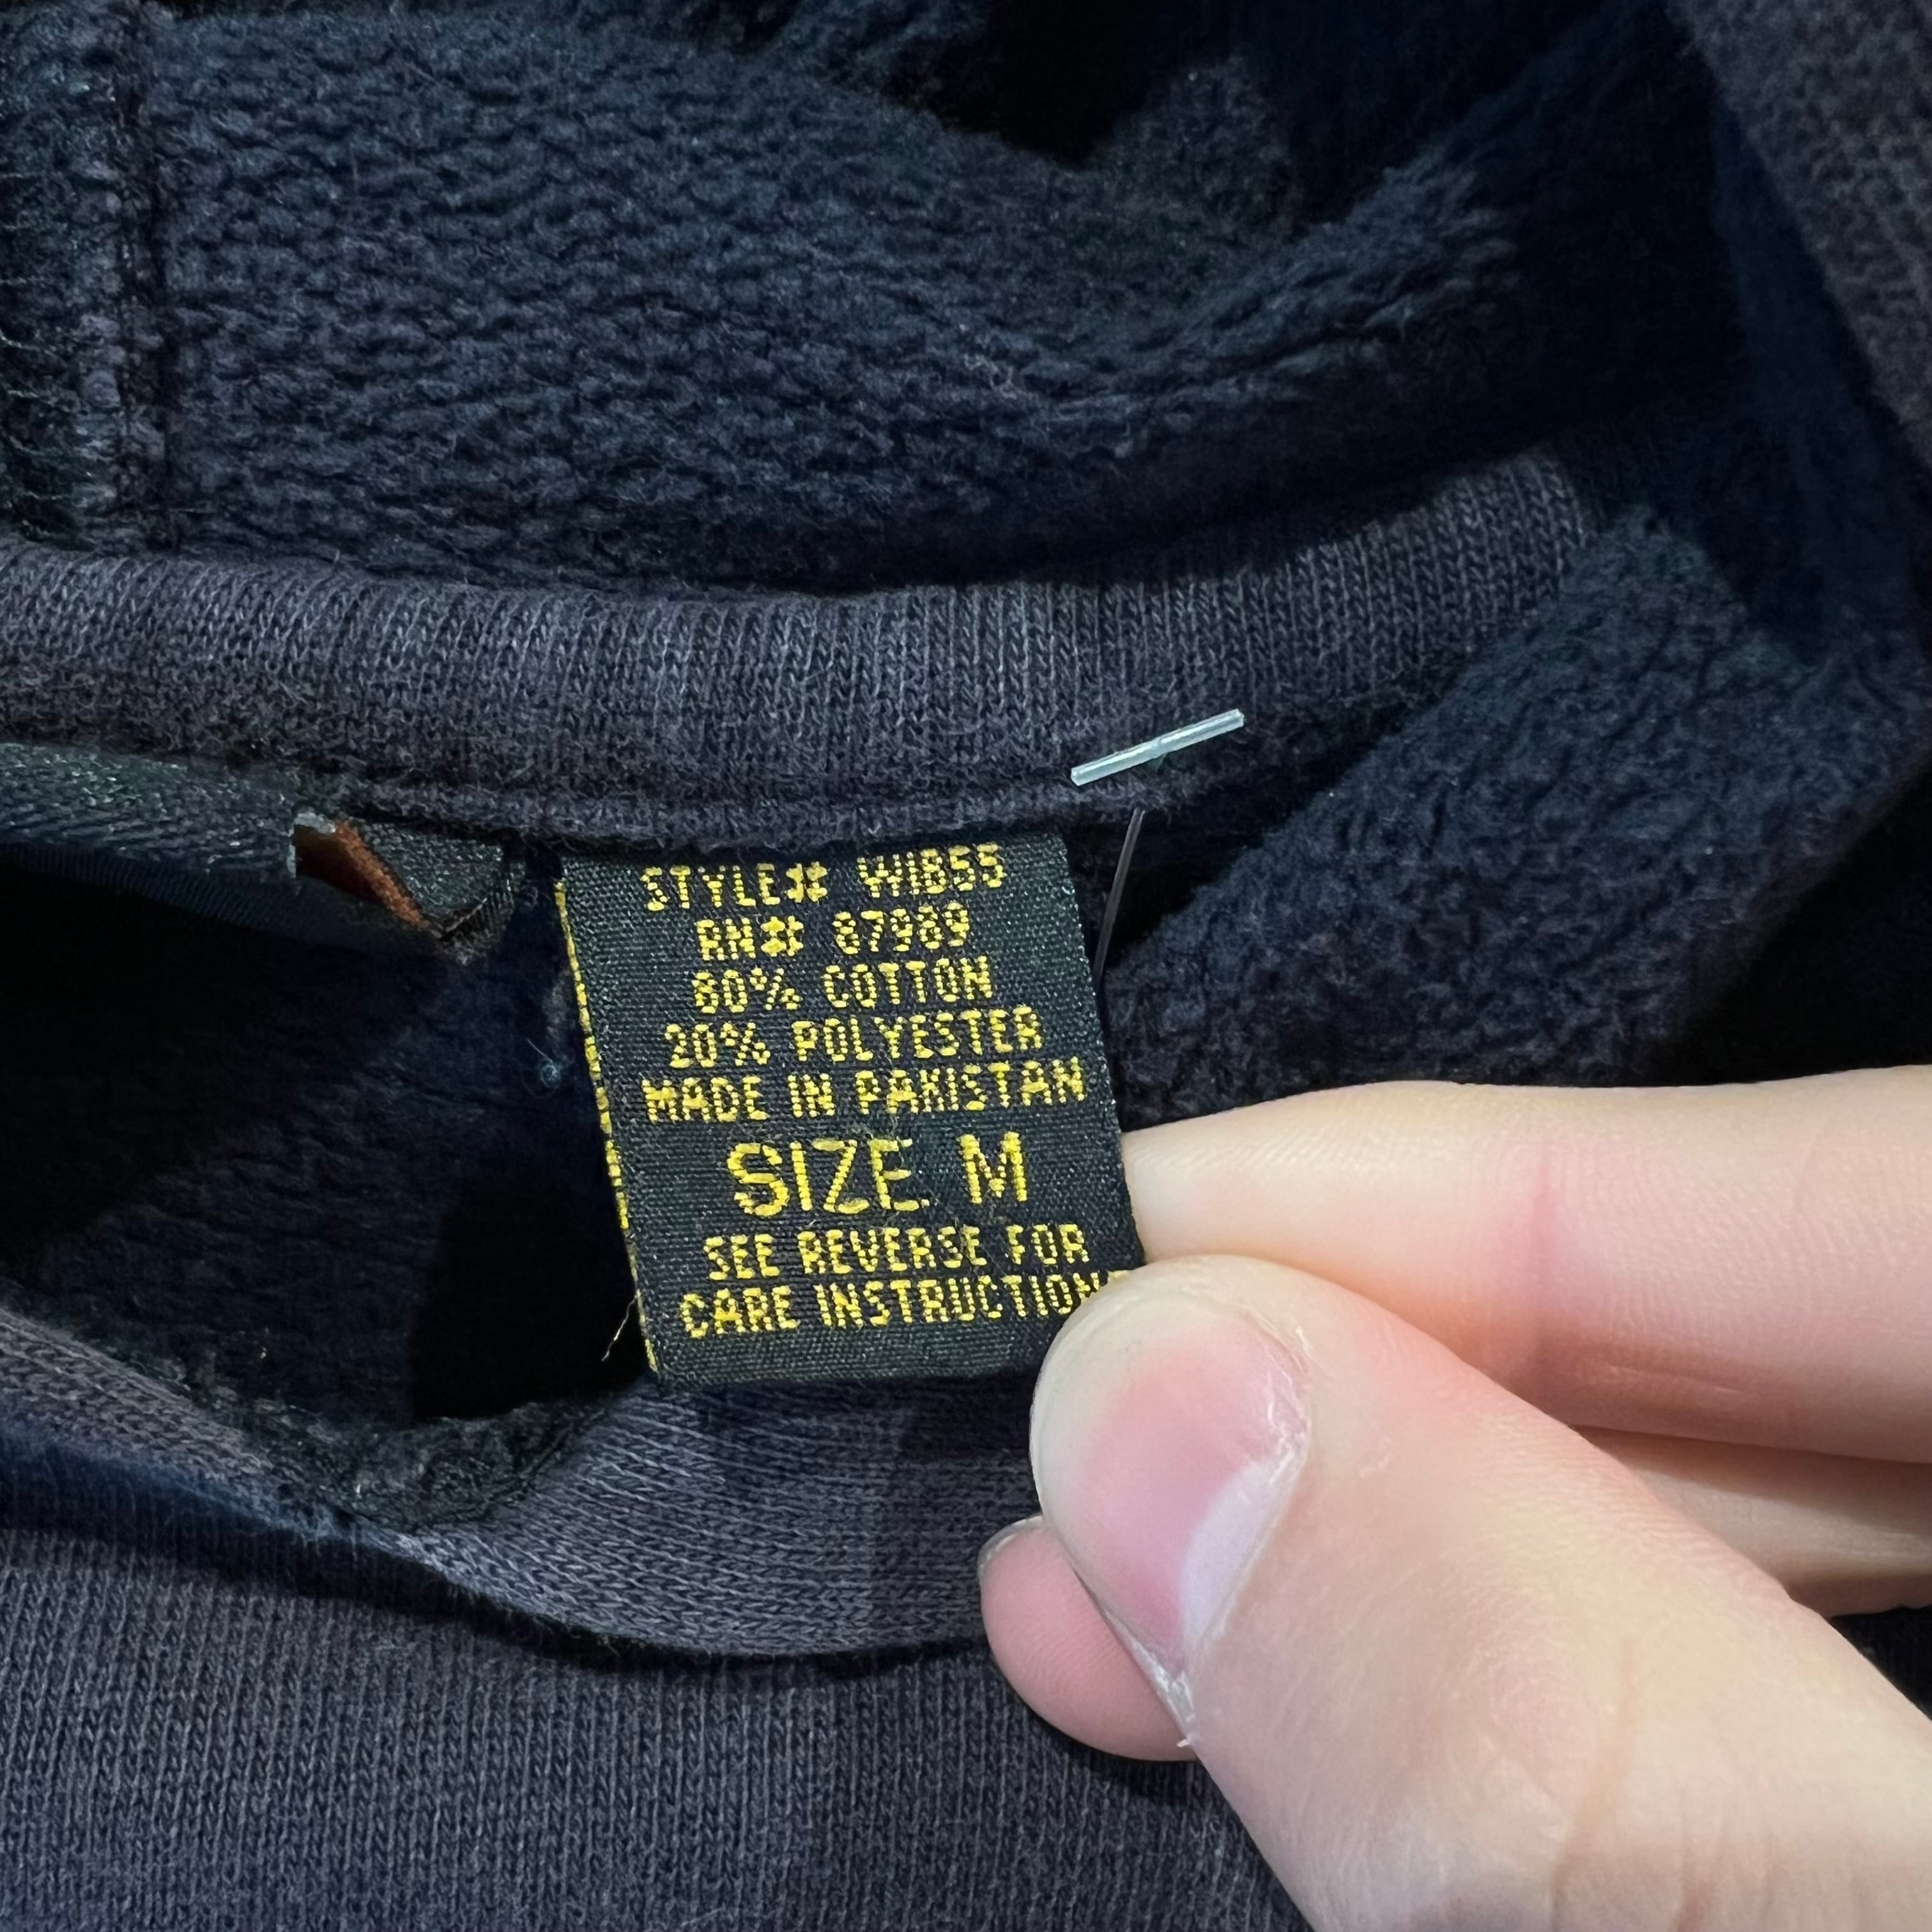 STYLE# WIB55
RN# 87989
80% COTTON
20% POLYESTER
MADE IN PAKISTAN
SIZE M
SEE REVERSE FOR
CARE INSTRUCTION